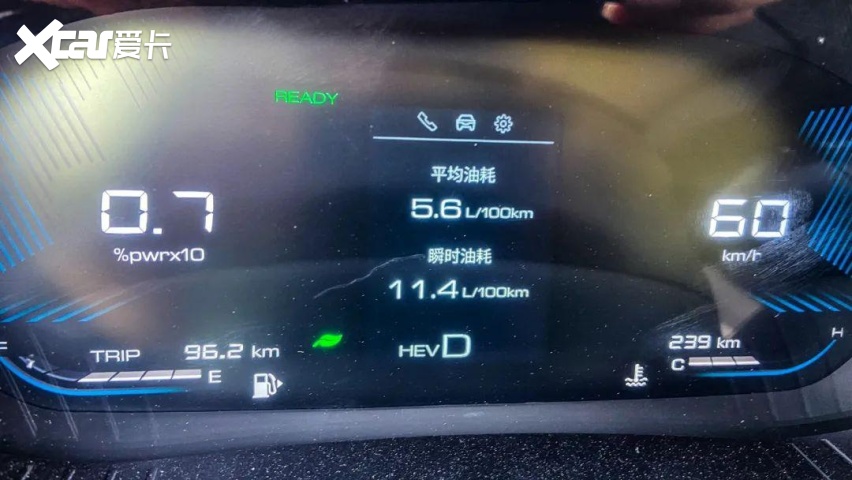 Xcar爱卡
READY
平均油耗
5.6 L/100km
0.7
%pwrx10
60
km/h
瞬时油耗
11.4 L/100km
TRIP 96.2 km
E
HEV D
239 km
C
H